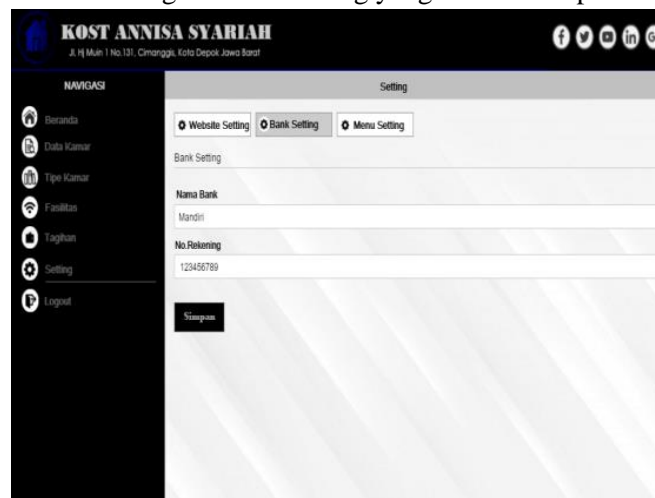 KOST ANNISA SYARIAH
Jl. Hj Muin 1 No.131, Cimanggis, Kota Depok Jawa Barat
NAVIGASI
Setting
Beranda
Data Kamar
Tipe Kamar
Fasilitas
Tagihan
Setting
Logout
Website Setting
Bank Setting
Menu Setting
Bank Setting
Nama Bank
Mandiri
No.Rekening
123456789
Simpan